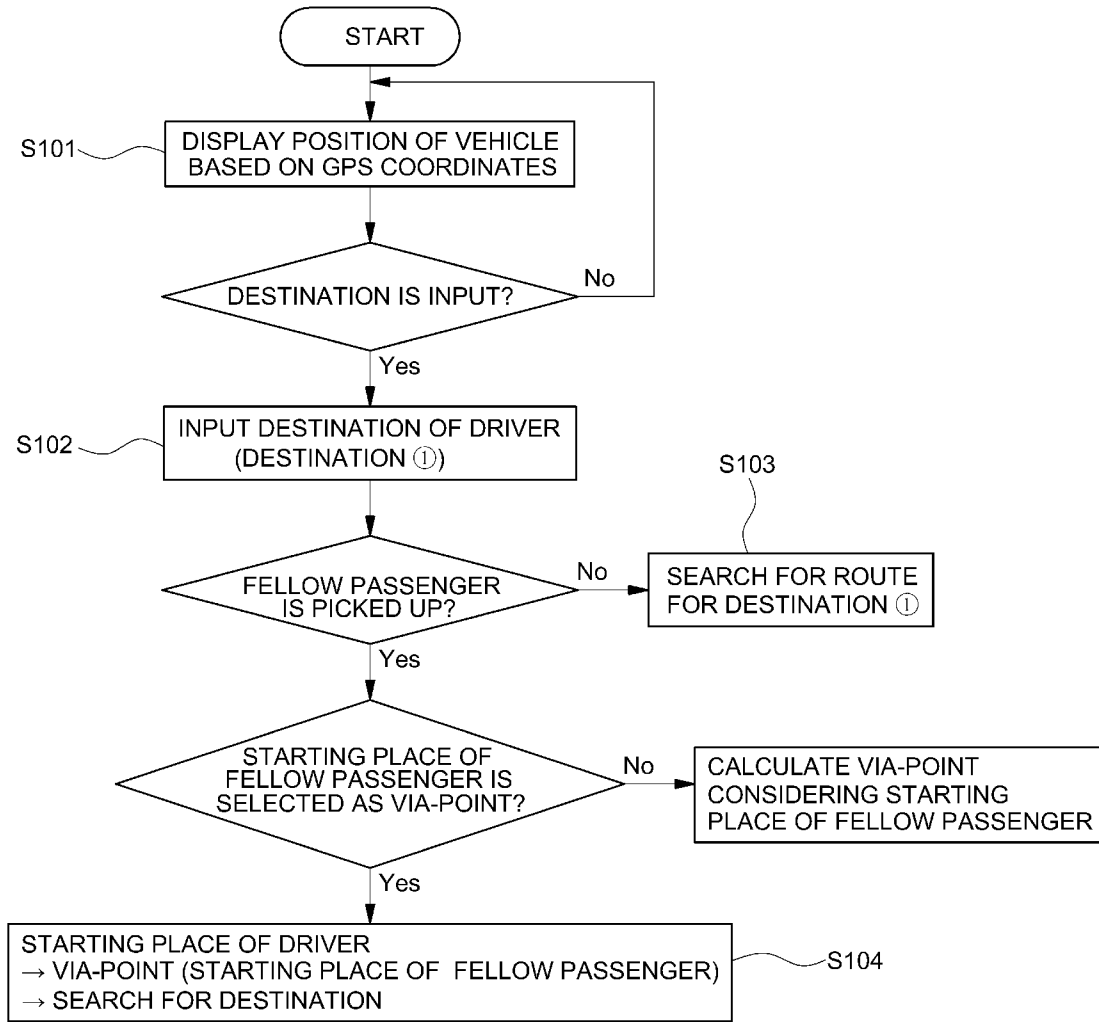 START
S101
DISPLAY POSITION OF VEHICLE
BASED ON GPS COORDINATES
DESTINATION IS INPUT?
No
Yes
S102
INPUT DESTINATION OF DRIVER
(DESTINATION ①)
S103
FELLOW PASSENGER
IS PICKED UP?
No
SEARCH FOR ROUTE
FOR DESTINATION ①
Yes
STARTING PLACE OF
FELLOW PASSENGER IS
SELECTED AS VIA-POINT?
No
CALCULATE VIA-POINT
CONSIDERING STARTING
PLACE OF FELLOW PASSENGER
Yes
STARTING PLACE OF DRIVER
→ VIA-POINT (STARTING PLACE OF FELLOW PASSENGER)
→ SEARCH FOR DESTINATION
S104